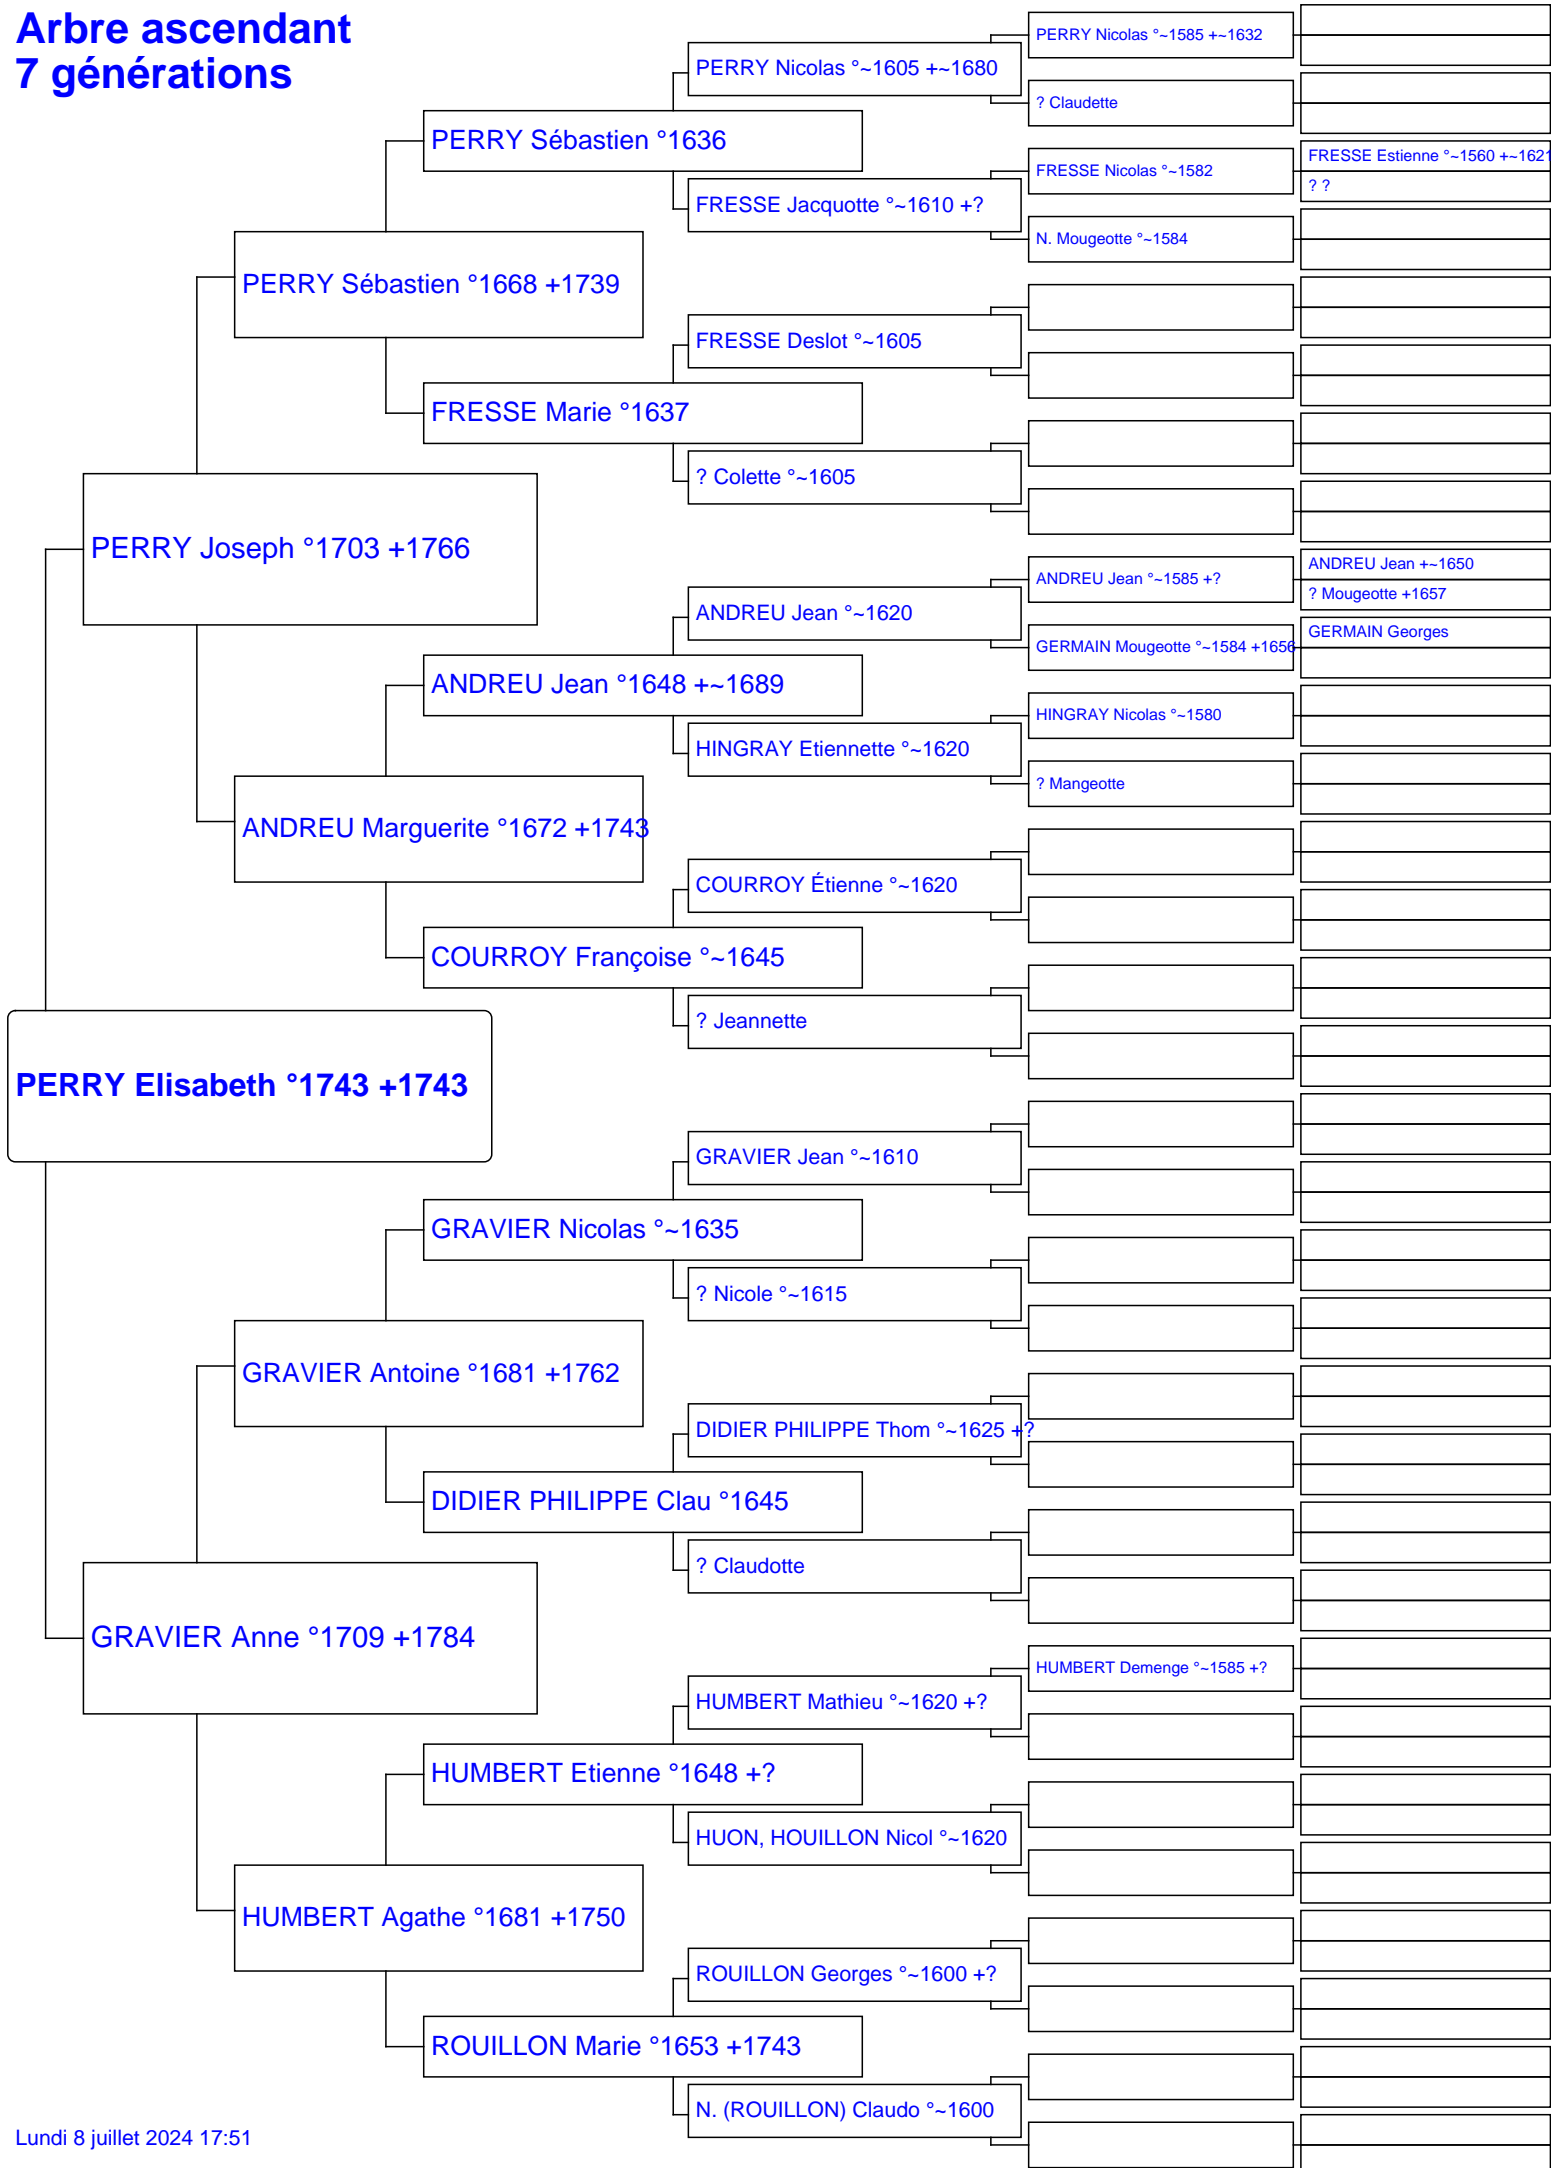 Arbre ascendant
7 générations
PERRY Nicolas °~1585 +~1632
PERRY Nicolas °~1605 +~1680
? Claudette
PERRY Sébastien °1636
FRESSE Estienne °~1560 +~1621
FRESSE Nicolas °~1582
? ?
FRESSE Jacquotte °~1610 +?
N. Mougeotte °~1584
PERRY Sébastien °1668 +1739
FRESSE Deslot °~1605
FRESSE Marie °1637
? Colette °~1605
PERRY Joseph °1703 +1766
ANDREU Jean +~1650
ANDREU Jean °~1585 +?
? Mougeotte +1657
ANDREU Jean °~1620
GERMAIN Georges
GERMAIN Mougeotte °~1584 +1656
ANDREU Jean °1648 +~1689
HINGRAY Nicolas °~1580
HINGRAY Etiennette °~1620
? Mangeotte
ANDREU Marguerite °1672 +1743
COURROY Étienne °~1620
COURROY Françoise °~1645
? Jeannette
PERRY Elisabeth °1743 +1743
GRAVIER Jean °~1610
GRAVIER Nicolas °~1635
? Nicole °~1615
GRAVIER Antoine °1681 +1762
DIDIER PHILIPPE Thom °~1625 +?
DIDIER PHILIPPE Clau °1645
? Claudotte
GRAVIER Anne °1709 +1784
HUMBERT Demenge °~1585 +?
HUMBERT Mathieu °~1620 +?
HUMBERT Etienne °1648 +?
HUON, HOUILLON Nicol °~1620
HUMBERT Agathe °1681 +1750
ROUILLON Georges °~1600 +?
ROUILLON Marie °1653 +1743
N. (ROUILLON) Claudo °~1600
Lundi 8 juillet 2024 17:51